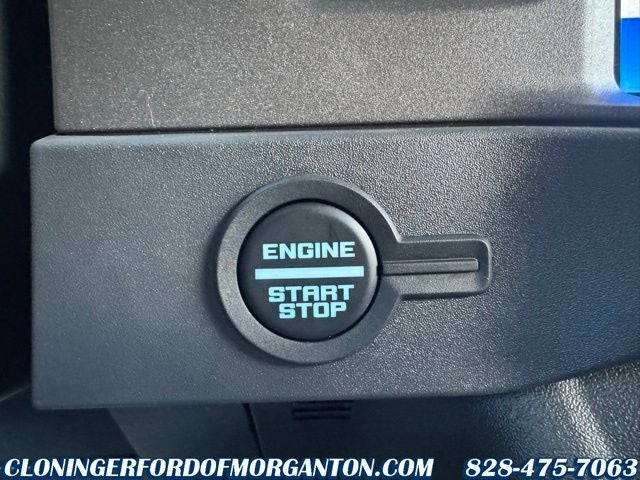 ENGINE
START
STOP
CLONINGERFORDOFMORGANTON.COM 828-475-7063